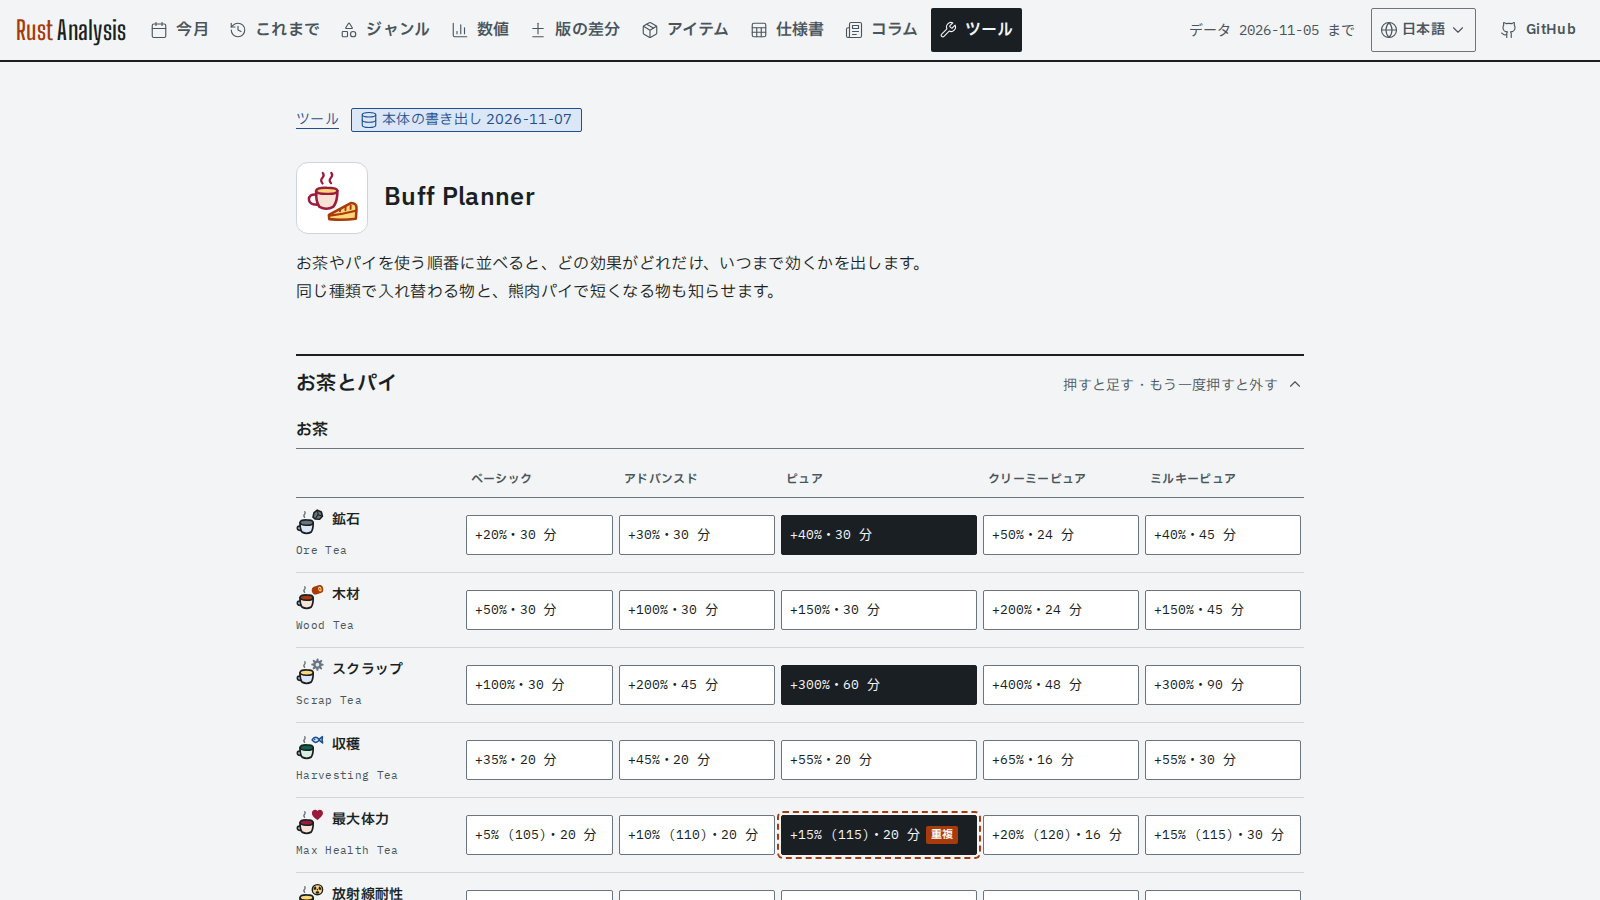 Rust Analysis 今月 これまで ジャンル 数値 版の差分 アイテム 仕様書 コラム ツール データ 2026-11-05 まで 日本語 GitHub
ツール 本体の書き出し 2026-11-07
Buff Planner
お茶やパイを使う順番に並べると、どの効果がどれだけ、いつまで効くかを出します。
同じ種類で入れ替わる物と、熊肉パイで短くなる物も知らせます。
お茶とパイ 押すと足す・もう一度押すと外す
お茶
ベーシック アドバンスド ピュア クリーミーピュア ミルキーピュア
鉱石 +20%・30 分 +30%・30 分 +40%・30 分 +50%・24 分 +40%・45 分
Ore Tea
木材 +50%・30 分 +100%・30 分 +150%・30 分 +200%・24 分 +150%・45 分
Wood Tea
スクラップ +100%・30 分 +200%・45 分 +300%・60 分 +400%・48 分 +300%・90 分
Scrap Tea
収穫 +35%・20 分 +45%・20 分 +55%・20 分 +65%・16 分 +55%・30 分
Harvesting Tea
最大体力 +5% (105)・20 分 +10% (110)・20 分 +15% (115)・20 分 重複 +20% (120)・16 分 +15% (115)・30 分
Max Health Tea
放射線耐性